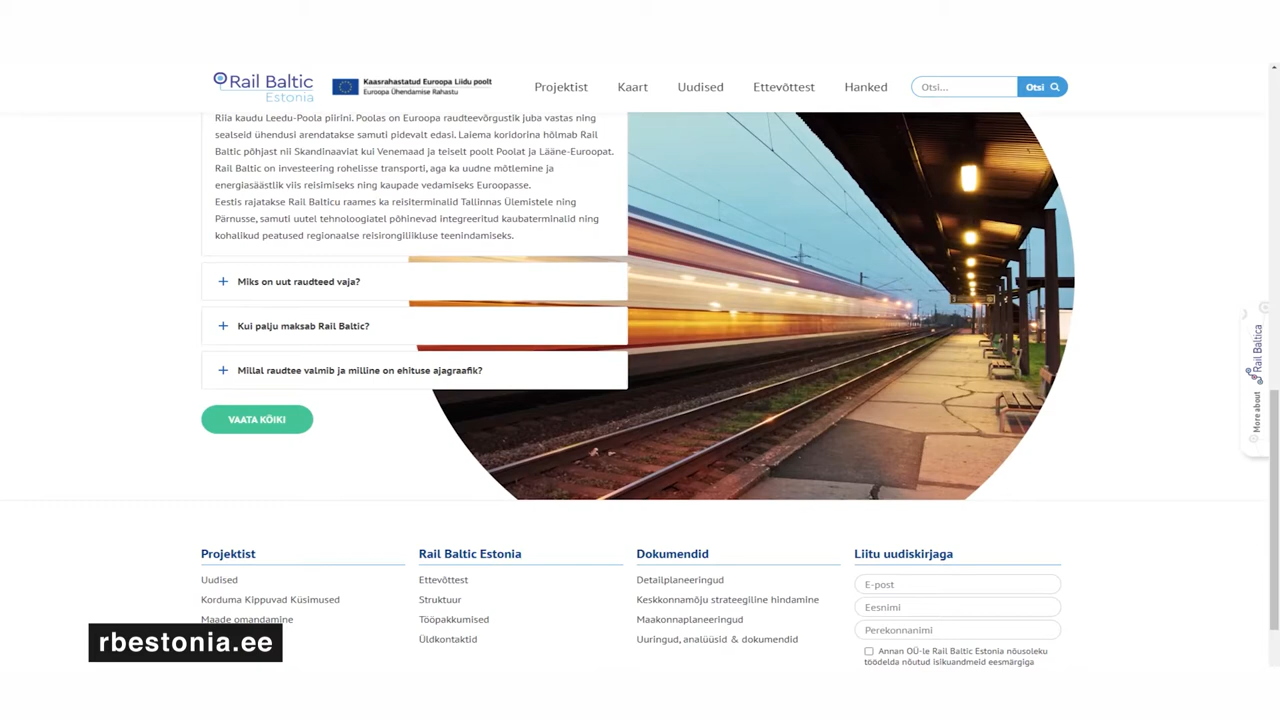 Rail Baltic
Estonia
Kaasrahastatud Euroopa Liidu poolt
Euroopa Ühendamise Rahastu
Projektist
Kaart
Uudised
Ettevõttest
Hanked
Otsi...
Otsi
Riia kaudu Leedu-Poola piirini. Poolas on Euroopa raudteevõrgustik juba vastas ning
sealseid ühendusi arendatakse samuti pidevalt edasi. Laiema koridorina hõlmab Rail
Baltic põhjast nii Skandinaaviat kui Venemaad ja teiselt poolt Poolat ja Lääne-Euroopat.
Rail Baltic on investeering rohelisse transporti, aga ka uudne mõtlemine ja
energiasäästlik viis reisimiseks ning kaupade vedamiseks Euroopasse.
Eestis rajatakse Rail Balticu raames ka reisiterminalid Tallinnas Ülemistele ning
Pärnusse, samuti uutel tehnoloogiatel põhinevad integreeritud kaubaterminalid ning
kohalikud peatused regionaalse reisirongiliikluse teenindamiseks.
Miks on uut raudteed vaja?
Kui palju maksab Rail Baltic?
Millal raudtee valmib ja milline on ehituse ajagraafik?
VAATA KÕIKI
More about Rail Baltica
Projektist
Uudised
Korduma Kippuvad Küsimused
Maade omandamine
Rail Baltic Estonia
Ettevõttest
Struktuur
Tööpakkumised
Üldkontaktid
Dokumendid
Detailplaneeringud
Keskkonnamõju strateegiline hindamine
Maakonnaplaneeringud
Uuringud, analüüsid & dokumendid
Liitu uudiskirjaga
E-post
Eesnimi
Perekonnanimi
Annan OÜ-le Rail Baltic Estonia nõusoleku
töödelda nõutud isikuandmeid eesmärgiga
rbestonia.ee